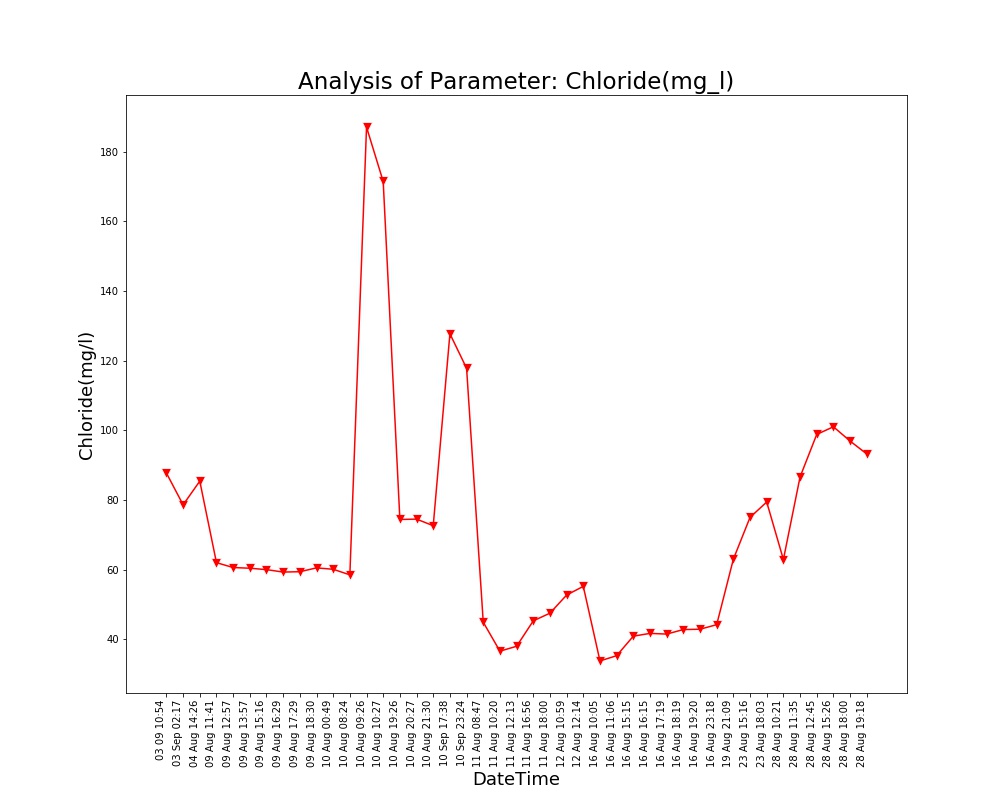 Analysis of Parameter: Chloride(mg_l)
Chloride(mg/l)
180
160
140
120
100
80
60
40
03 09 10:54
03 Sep 02:17
04 Aug 14:26
09 Aug 11:41
09 Aug 12:57
09 Aug 13:57
09 Aug 15:16
09 Aug 16:29
09 Aug 17:29
09 Aug 18:30
10 Aug 00:49
10 Aug 08:24
10 Aug 09:26
10 Aug 10:27
10 Aug 19:26
10 Aug 20:27
10 Aug 21:30
10 Sep 17:38
10 Sep 23:24
11 Aug 08:47
11 Aug 10:20
11 Aug 12:13
11 Aug 16:56
11 Aug 18:00
12 Aug 10:59
12 Aug 12:14
16 Aug 10:05
16 Aug 11:06
16 Aug 15:15
16 Aug 16:15
16 Aug 17:19
16 Aug 18:19
16 Aug 19:20
16 Aug 23:18
19 Aug 21:09
23 Aug 15:16
23 Aug 18:03
28 Aug 10:21
28 Aug 11:35
28 Aug 12:45
28 Aug 15:26
28 Aug 18:00
28 Aug 19:18
DateTime